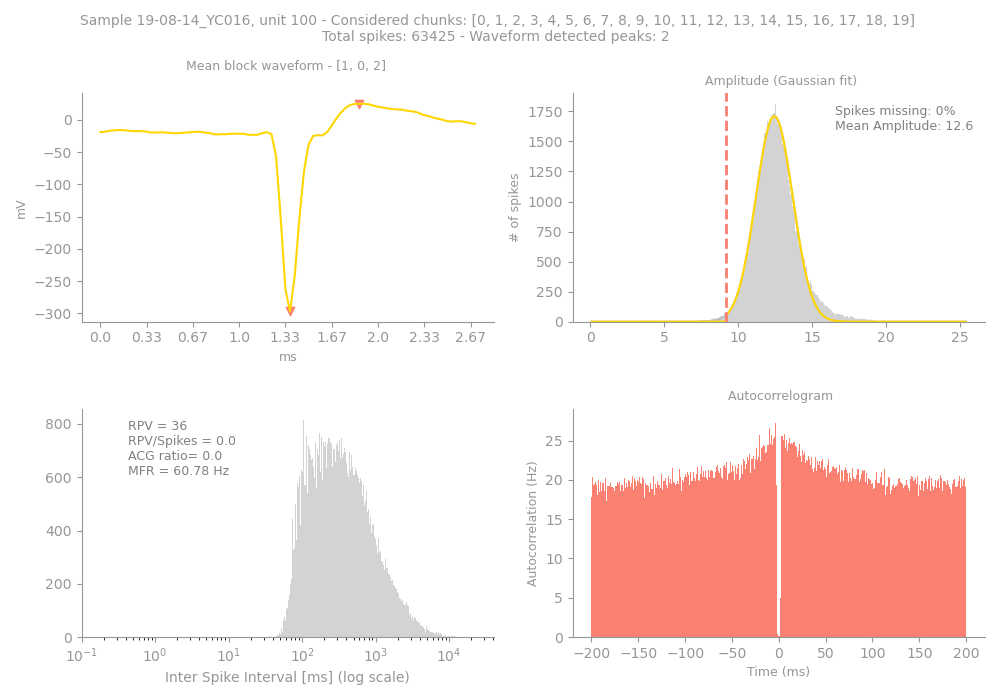 Sample 19-08-14_YC016, unit 100 - Considered chunks: [0, 1, 2, 3, 4, 5, 6, 7, 8, 9, 10, 11, 12, 13, 14, 15, 16, 17, 18, 19]
Total spikes: 63425 - Waveform detected peaks: 2
Mean block waveform - [1, 0, 2]
0
−50
−100
−150
−200
−250
−300
mV
0.0 0.33 0.67 1.0 1.33 1.67 2.0 2.33 2.67
ms
Amplitude (Gaussian fit)
Spikes missing: 0%
Mean Amplitude: 12.6
1750
1500
1250
1000
750
500
250
0
# of spikes
0 5 10 15 20 25
RPV = 36
RPV/Spikes = 0.0
ACG ratio= 0.0
MFR = 60.78 Hz
800
600
400
200
0
10⁻¹ 10⁰ 10¹ 10² 10³ 10⁴
Inter Spike Interval [ms] (log scale)
Autocorrelogram
25
20
15
10
5
0
Autocorrelation (Hz)
−200 −150 −100 −50 0 50 100 150 200
Time (ms)